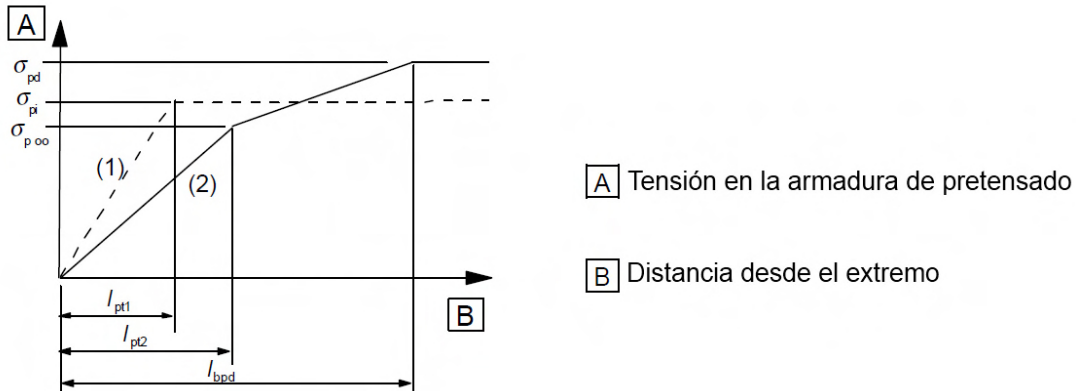 A
σpd
σpi
σp oo
(1)
(2)
lpt1
lpt2
lbpd
B
A Tensión en la armadura de pretensado
B Distancia desde el extremo